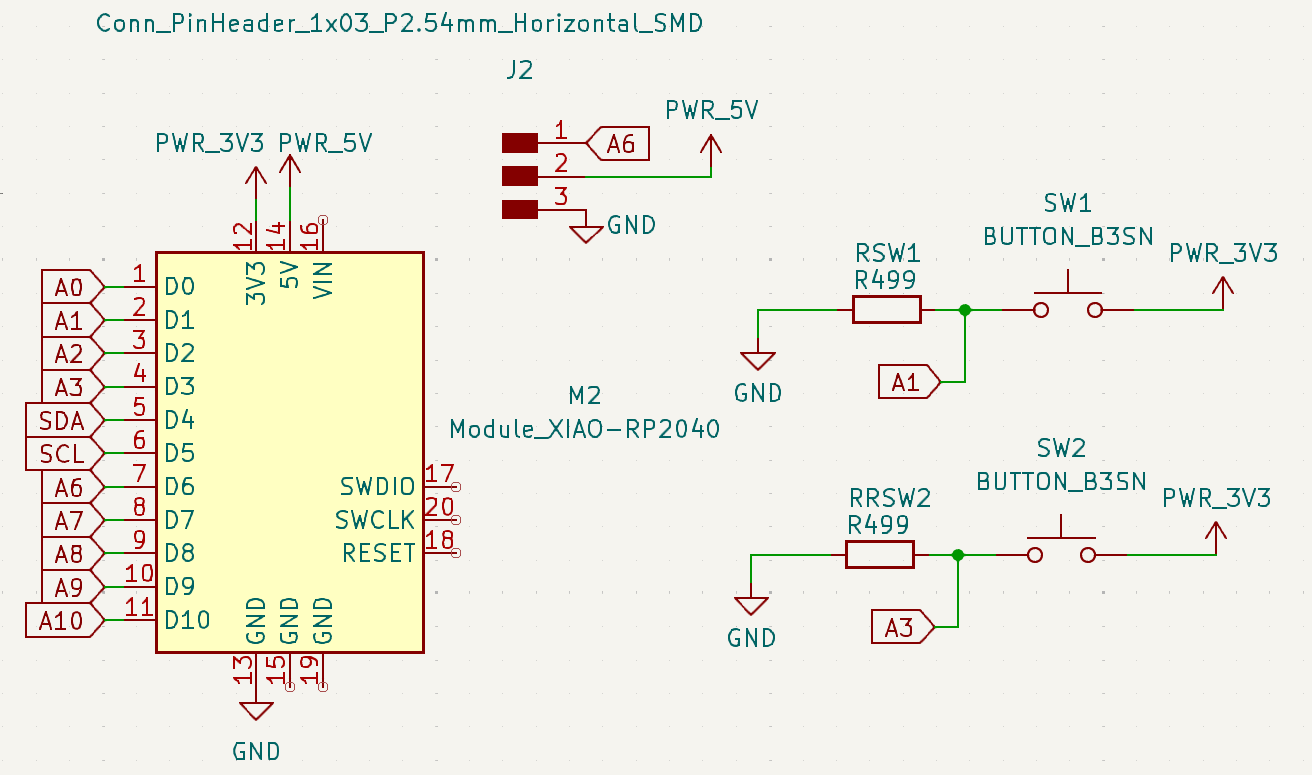 Conn_PinHeader_1x03_P2.54mm_Horizontal_SMD
J2
PWR_5V
1
A6
2
3
GND
PWR_3V3 PWR_5V
12
14
16
3V3
5V
VIN
A0 1 D0
A1 2 D1
A2 3 D2
A3 4 D3
SDA 5 D4
SCL 6 D5
A6 7 D6
A7 8 D7
A8 9 D8
A9 10 D9
A10 11 D10
SWDIO 17
SWCLK 20
RESET 18
GND
GND
GND
13
15
19
GND
M2
Module_XIAO-RP2040
SW1
BUTTON_B3SN
RSW1
R499
PWR_3V3
GND
A1
SW2
BUTTON_B3SN
RRSW2
R499
PWR_3V3
GND
A3